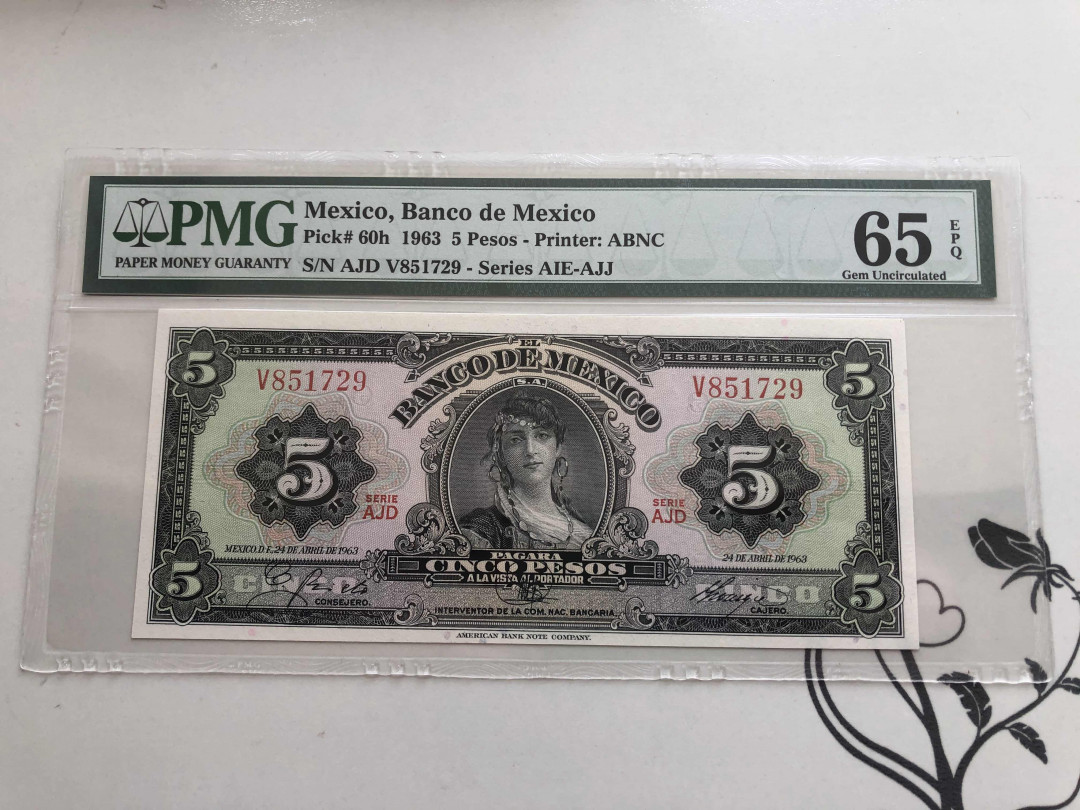 PMG
PAPER MONEY GUARANTY
Mexico, Banco de Mexico
Pick# 60h 1963 5 Pesos - Printer: ABNC
S/N AJD V851729 - Series AIE-AJJ
65
EPQ
Gem Uncirculated
5
5
EL
BANCO DE MEXICO
S.A.
V851729
V851729
5
5
SERIE
AJD
SERIE
AJD
MEXICO, D.F., 24 DE ABRIL DE 1963
24 DE ABRIL DE 1963
PAGARA
CINCO PESOS
A LA VISTA AL PORTADOR
5
5
CONSEJERO.
INTERVENTOR DE LA COM. NAC. BANCARIA.
CAJERO.
AMERICAN BANK NOTE COMPANY.